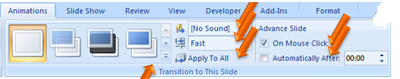 Animations Slide Show Review View Developer Add-Ins Format
[No Sound] Advance Slide
Fast On Mouse Click
Apply To All Automatically After: 00:00
Transition to This Slide